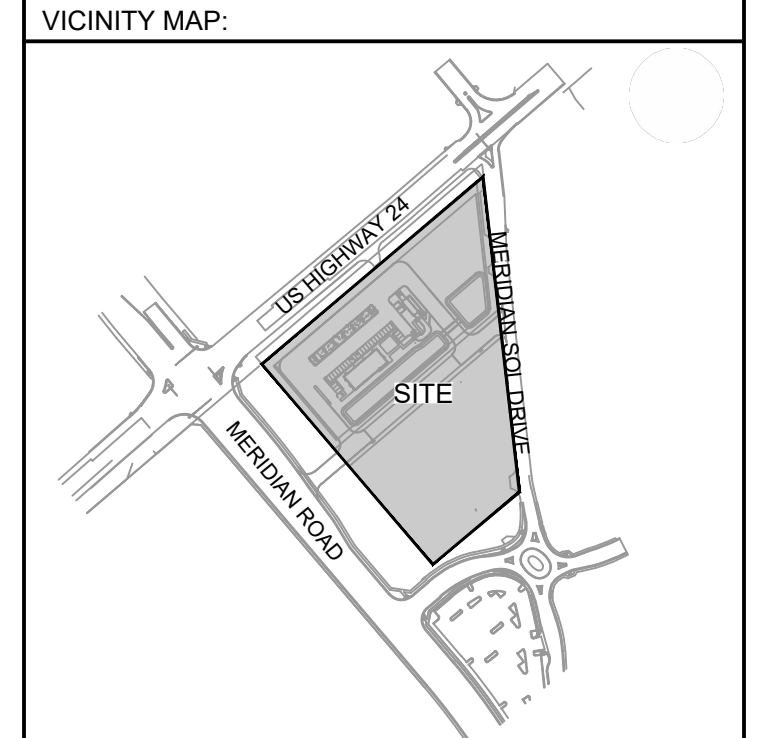 VICINITY MAP:
US HIGHWAY 24
MERIDIAN SOL DRIVE
SITE
MERIDIAN ROAD